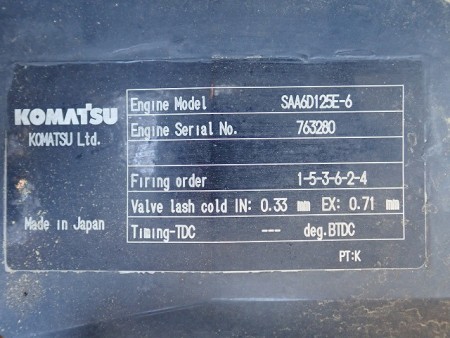 KOMATSU
KOMATSU Ltd.
Made in Japan
Engine Model SAA6D125E-6
Engine Serial No. 763280
Firing order 1-5-3-6-2-4
Valve lash cold IN: 0.33 mm EX: 0.71 mm
Timing-TDC --- deg.BTDC
PT:K